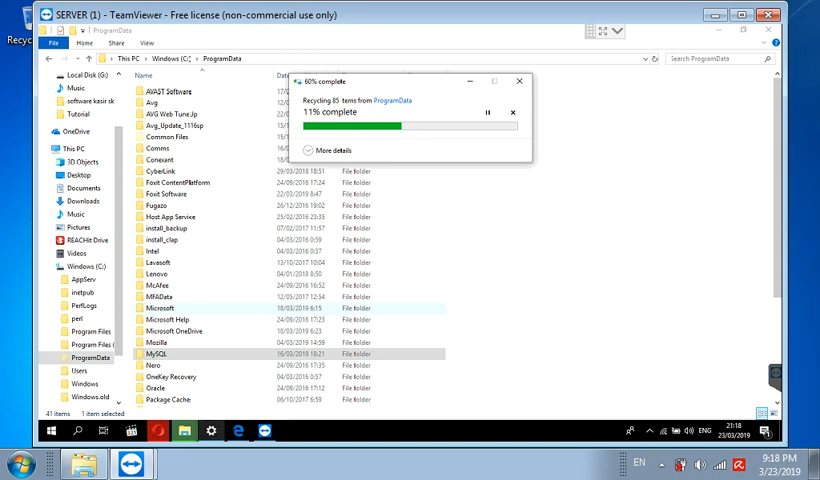 SERVER (1) - TeamViewer - Free license (non-commercial use only)
ProgramData
File Home Share View
This PC > Windows (C:) > ProgramData
Search ProgramData
Local Disk (G:)
Music
software kasir sk
Tutorial
OneDrive
This PC
3D Objects
Desktop
Documents
Downloads
Music
Pictures
REACHit Drive
Videos
Windows (C:)
AppServ
inetpub
PerfLogs
perl
Program Files
Program Files (
ProgramData
Users
Windows
Windows.old
Name
AVAST Software
Avg
AVG Web TuneJp
Avg_Update_1116sp
Common Files
Comms
Conexant
CyberLink 29/03/2018 18:51 File folder
Foxit ContentPlatform 24/09/2016 17:24 File folder
Foxit Software 22/03/2019 8:47 File folder
Fugazo 26/12/2016 19:02 File folder
Host App Service 25/02/2016 23:35 File folder
install_backup 07/02/2017 11:57 File folder
install_clap 04/03/2016 0:59 File folder
Intel 04/03/2016 0:37 File folder
Lavasoft 13/10/2017 10:04 File folder
Lenovo 04/01/2018 8:50 File folder
McAfee 24/09/2016 16:52 File folder
MFAData 12/05/2017 12:54 File folder
Microsoft 18/03/2019 6:15 File folder
Microsoft Help 24/09/2016 17:23 File folder
Microsoft OneDrive 18/03/2019 6:23 File folder
Mozilla 04/03/2019 14:59 File folder
MySQL 16/03/2019 18:21 File folder
Nero 24/09/2016 17:35 File folder
OneKey Recovery 04/03/2016 0:57 File folder
Oracle 24/09/2016 17:12 File folder
Package Cache 06/10/2017 6:59 File folder
60% complete
Recycling 85 items from ProgramData
11% complete
More details
41 items 1 item selected
ENG
21:18
23/03/2019
EN
9:18 PM
3/23/2019